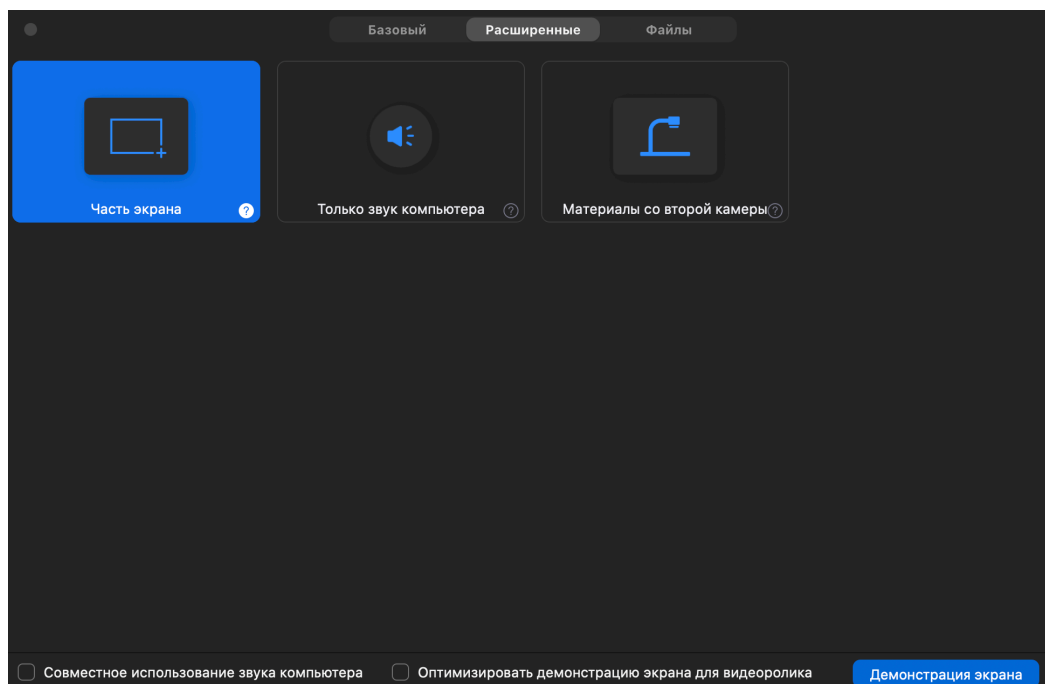 Базовый Расширенные Файлы
Часть экрана ?
Только звук компьютера ?
Материалы со второй камеры ?
Совместное использование звука компьютера
Оптимизировать демонстрацию экрана для видеоролика
Демонстрация экрана